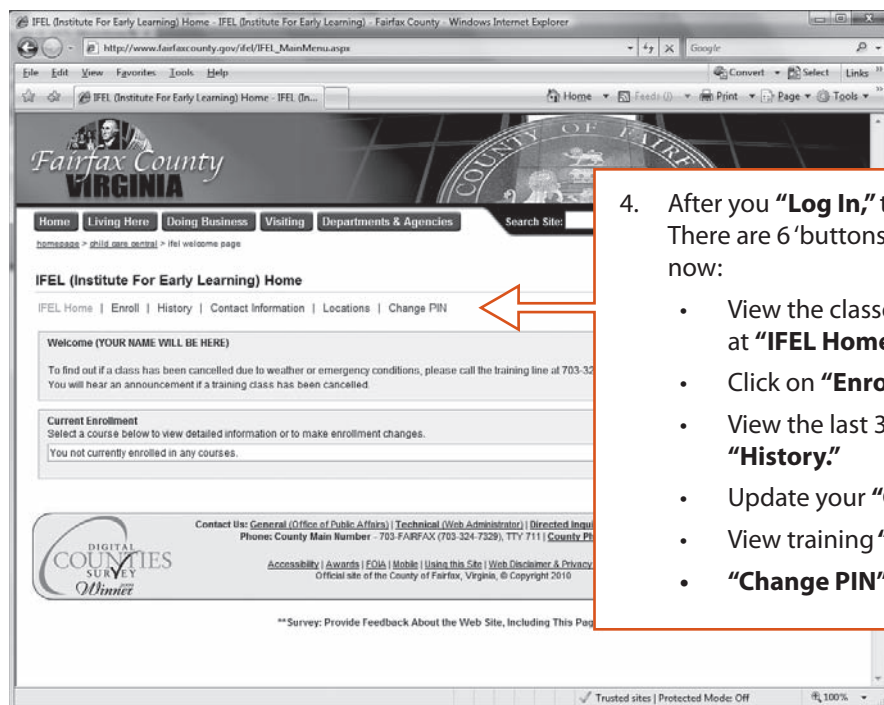 IFEL (Institute For Early Learning) Home - IFEL (Institute For Early Learning) - Fairfax County - Windows Internet Explorer
http://www.fairfaxcounty.gov/ifel/IFEL_MainMenu.aspx
Google
File Edit View Favorites Tools Help
Convert Select Links
IFEL (Institute For Early Learning) Home - IFEL (In...
Home Feeds (J) Print Page Tools
Fairfax County
VIRGINIA
COUNTY OF
Home Living Here Doing Business Visiting Departments & Agencies Search Site:
homepage > child care central > ifel welcome page
IFEL (Institute For Early Learning) Home
IFEL Home | Enroll | History | Contact Information | Locations | Change PIN
Welcome (YOUR NAME WILL BE HERE)
To find out if a class has been cancelled due to weather or emergency conditions, please call the training line at 703-32
You will hear an announcement if a training class has been cancelled.
Current Enrollment
Select a course below to view detailed information or to make enrollment changes.
You not currently enrolled in any courses.
DIGITAL
COUNTIES
SURVEY
Winner
Contact Us: General (Office of Public Affairs) | Technical (Web Administrator) | Directed Inqui
Phone: County Main Number - 703-FAIRFAX (703-324-7329), TTY 711 | County Ph
Accessibility | Awards | FOIA | Mobile | Using this Site | Web Disclaimer & Privacy
Official site of the County of Fairfax, Virginia, © Copyright 2010
**Survey: Provide Feedback About the Web Site, Including This Pag
Trusted sites | Protected Mode: Off 100%
4. After you "Log In," t
There are 6 'buttons
now:
• View the classe
at "IFEL Home
• Click on "Enro
• View the last 3
"History."
• Update your "
• View training "
• "Change PIN"